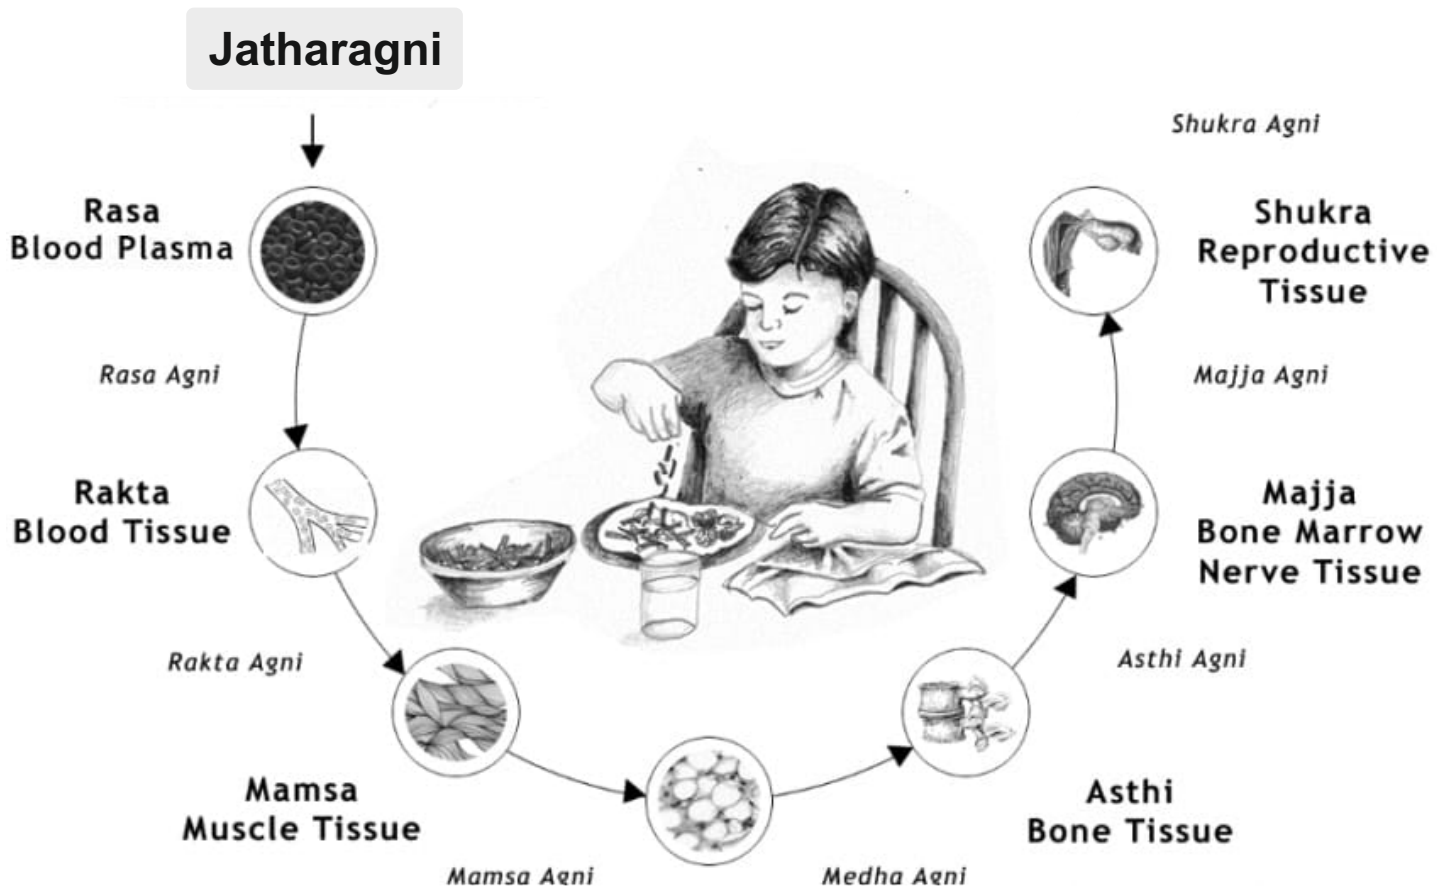 Jatharagni
Shukra Agni
Rasa
Blood Plasma
Shukra
Reproductive
Tissue
Rasa Agni
Majja Agni
Rakta
Blood Tissue
Majja
Bone Marrow
Nerve Tissue
Rakta Agni
Asthi Agni
Mamsa
Muscle Tissue
Asthi
Bone Tissue
Mamsa Agni
Medha Agni